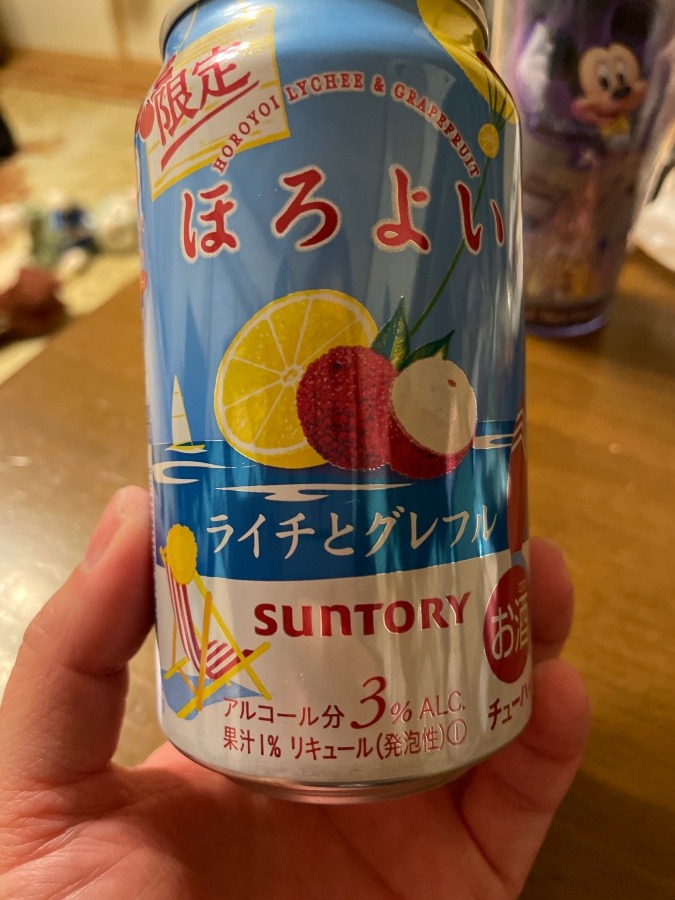 限定
HOROYOI LYCHEE & GRAPEFRUIT
ほろよい
ライチとグレフル
SUNTORY
お酒
アルコール分3%ALC.
果汁1% リキュール(発泡性)①
チューハ